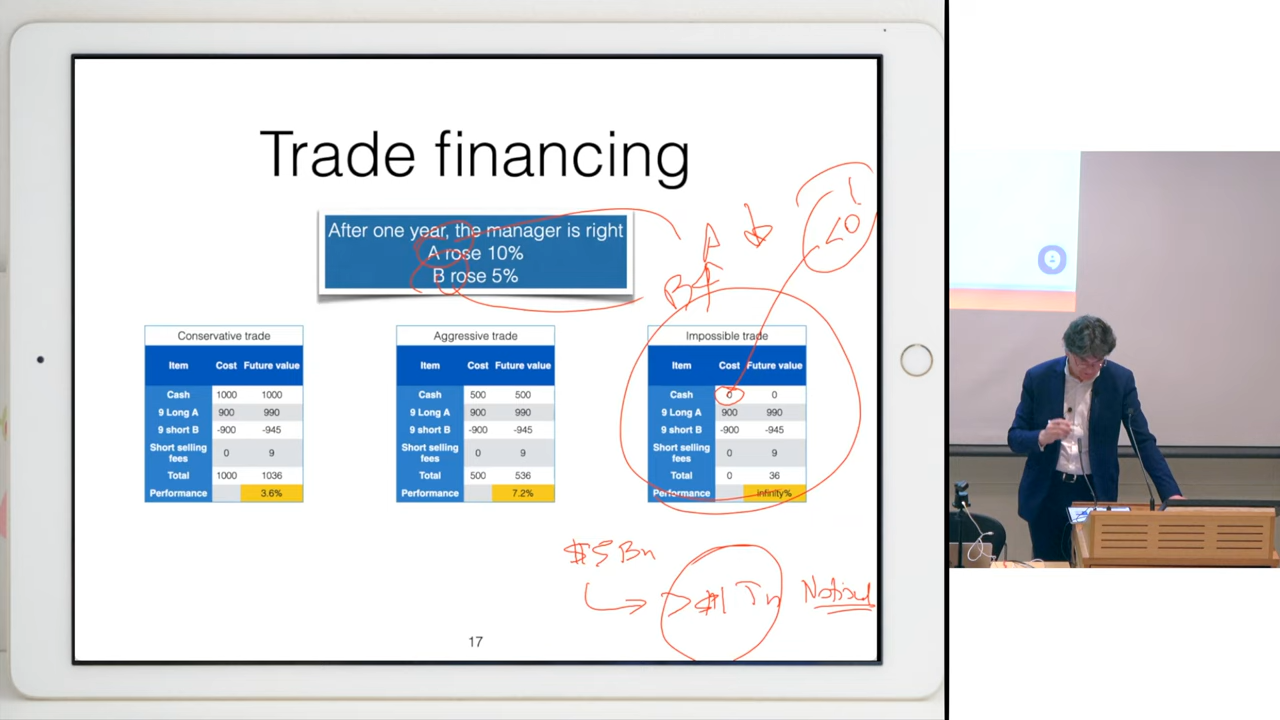 Trade financing
After one year, the manager is right
A rose 10%
B rose 5%
<0
A
B
Conservative trade
Item Cost Future value
Cash 1000 1000
9 Long A 900 990
9 short B -900 -945
Short selling fees 0 9
Total 1000 1036
Performance 3.6%
Aggressive trade
Item Cost Future value
Cash 500 500
9 Long A 900 990
9 short B -900 -945
Short selling fees 0 9
Total 500 536
Performance 7.2%
Impossible trade
Item Cost Future value
Cash 0 0
9 Long A 900 990
9 short B -900 -945
Short selling fees 0 9
Total 0 36
Performance infinity%
$5 Bn
> $1 Tn
17